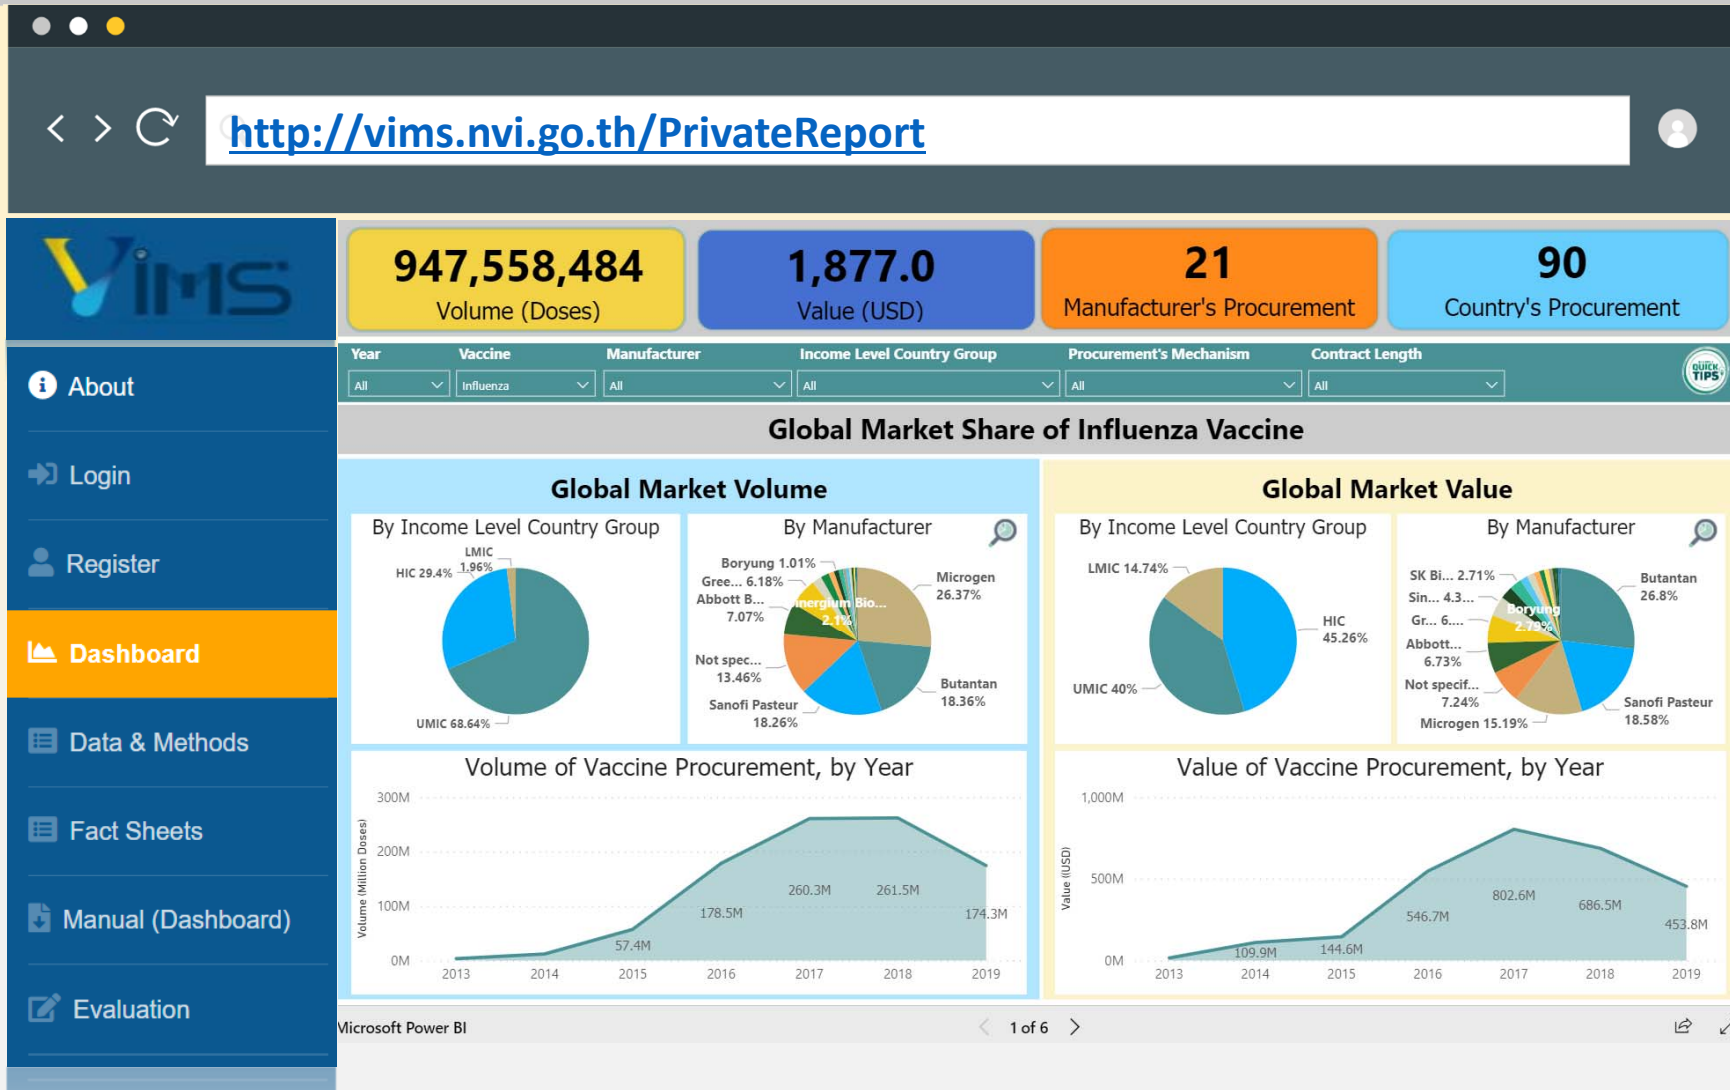 http://vims.nvi.go.th/PrivateReport
ViMS
About
Login
Register
Dashboard
Data & Methods
Fact Sheets
Manual (Dashboard)
Evaluation
947,558,484
Volume (Doses)
1,877.0
Value (USD)
21
Manufacturer's Procurement
90
Country's Procurement
Year Vaccine Manufacturer Income Level Country Group Procurement's Mechanism Contract Length
All Influenza All All All All
QUICK
TIPS
Global Market Share of Influenza Vaccine
Global Market Volume
By Income Level Country Group
LMIC
1.96%
HIC 29.4%
UMIC 68.64%
By Manufacturer
Boryung 1.01%
Gree... 6.18%
Abbott B...
7.07%
inergium Bio...
2.1%
Not spec...
13.46%
Sanofi Pasteur
18.26%
Microgen
26.37%
Butantan
18.36%
Volume of Vaccine Procurement, by Year
Volume (Million Doses)
300M
200M
100M
0M
57.4M
178.5M
260.3M
261.5M
174.3M
2013 2014 2015 2016 2017 2018 2019
Global Market Value
By Income Level Country Group
LMIC 14.74%
HIC
45.26%
UMIC 40%
By Manufacturer
SK Bi... 2.71%
Sin... 4.3...
Gr... 6....
Abbott...
6.73%
Boryung
2.79%
Not specif...
7.24%
Microgen 15.19%
Butantan
26.8%
Sanofi Pasteur
18.58%
Value of Vaccine Procurement, by Year
Value ((USD)
1,000M
500M
0M
109.9M
144.6M
546.7M
802.6M
686.5M
453.8M
2013 2014 2015 2016 2017 2018 2019
Microsoft Power BI
1 of 6